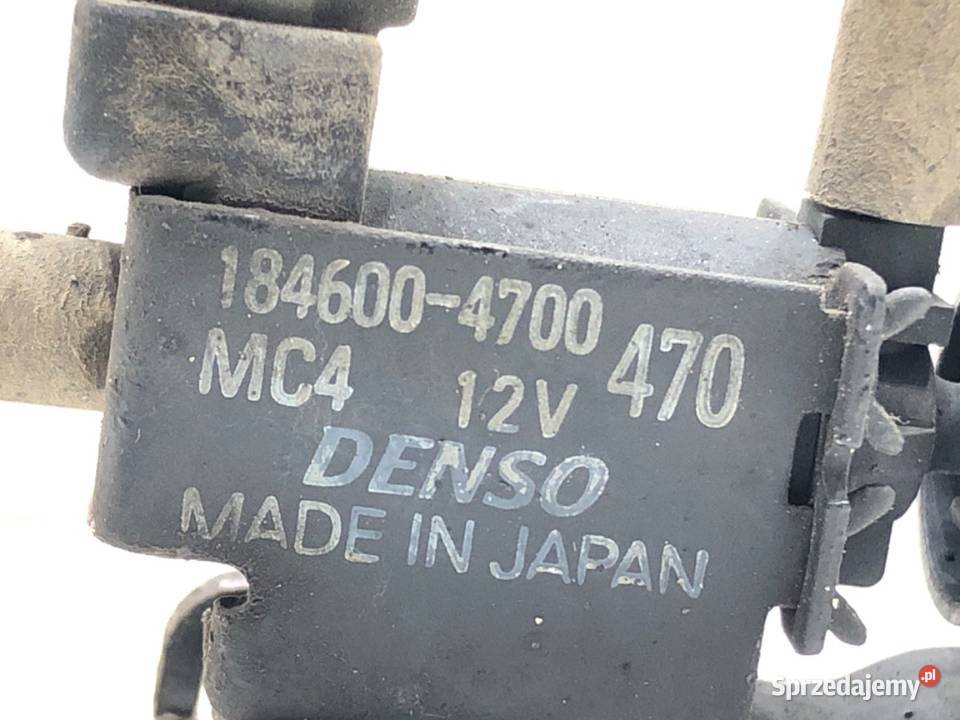 184600-4700 470
MC4 12V
DENSO
MADE IN JAPAN
Sprzedajemy.pl